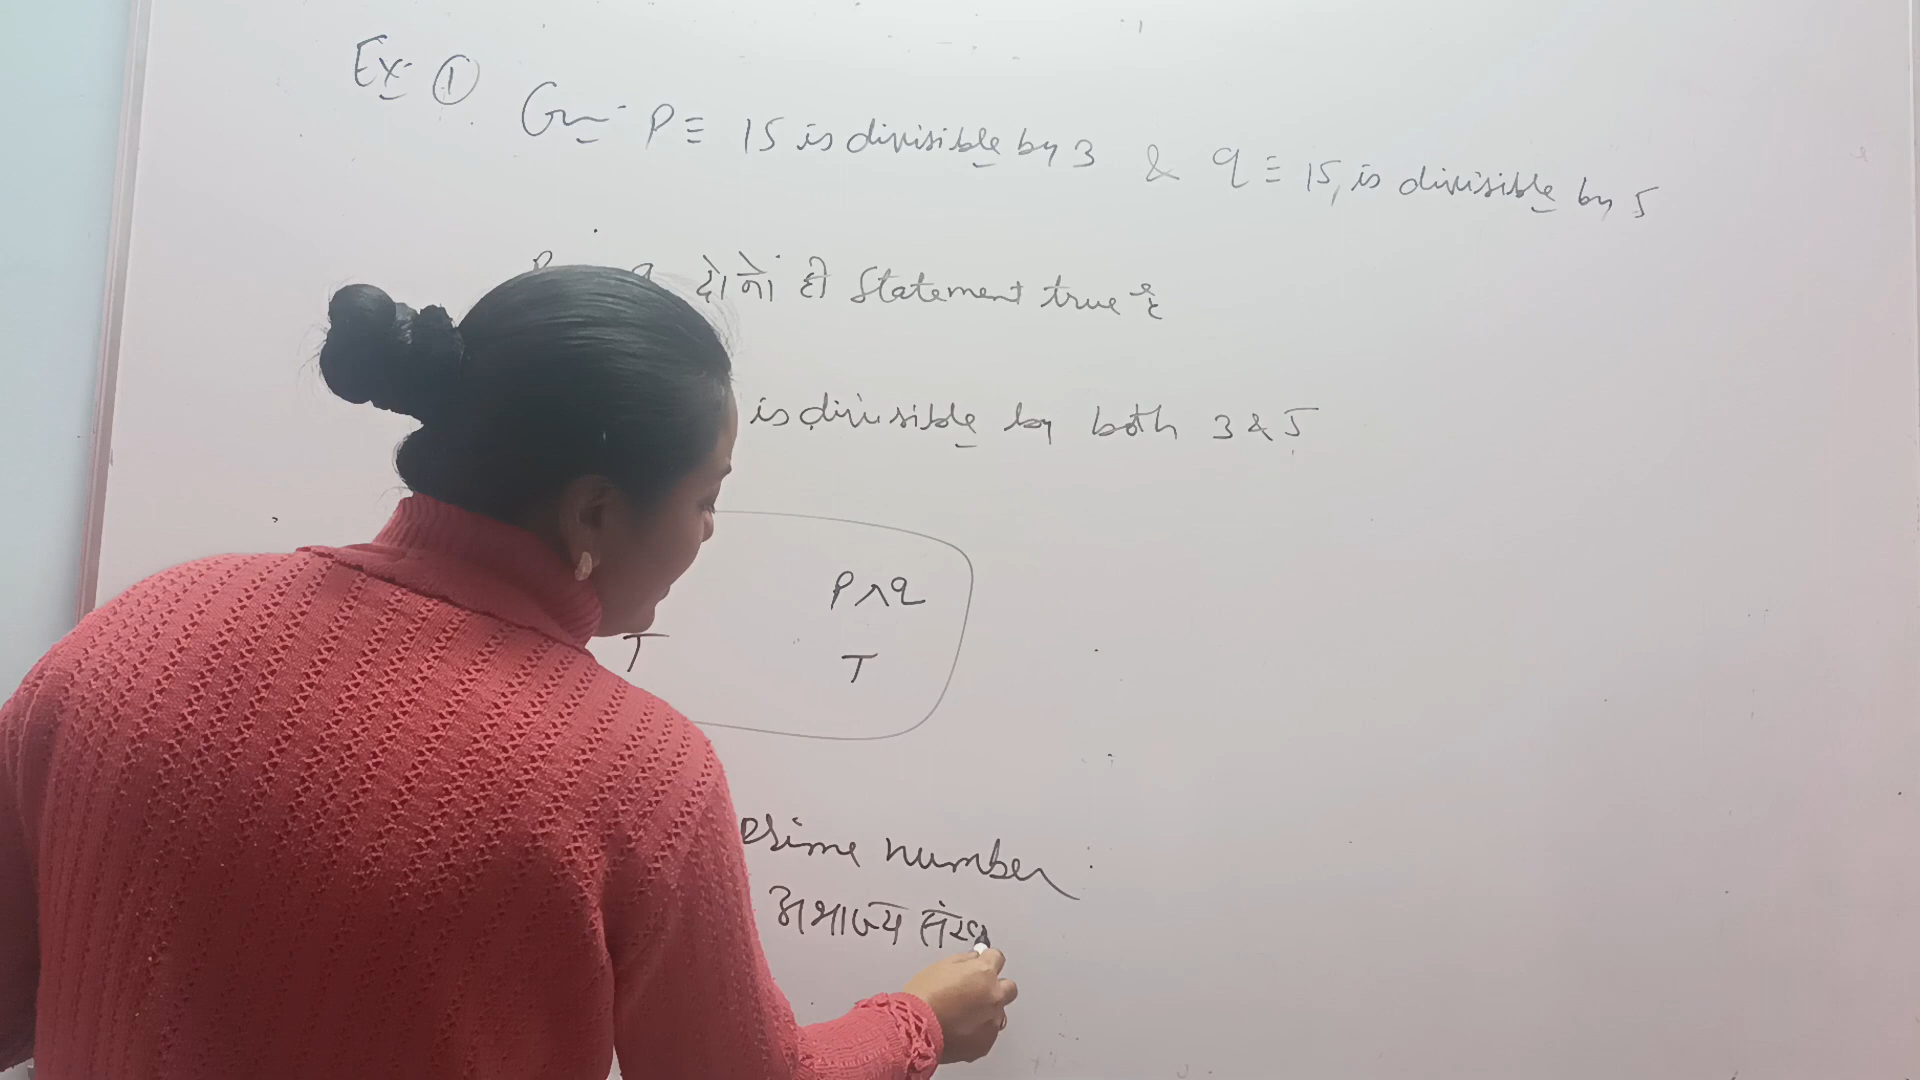 Ex. ① Gn P ≡ 15 is divisible by 3 & q ≡ 15, is divisible by 5
P q दोनों ही Statement true है
is divisible by both 3 & 5
P ∧ q
T T
Prime number
अभाज्य संख्